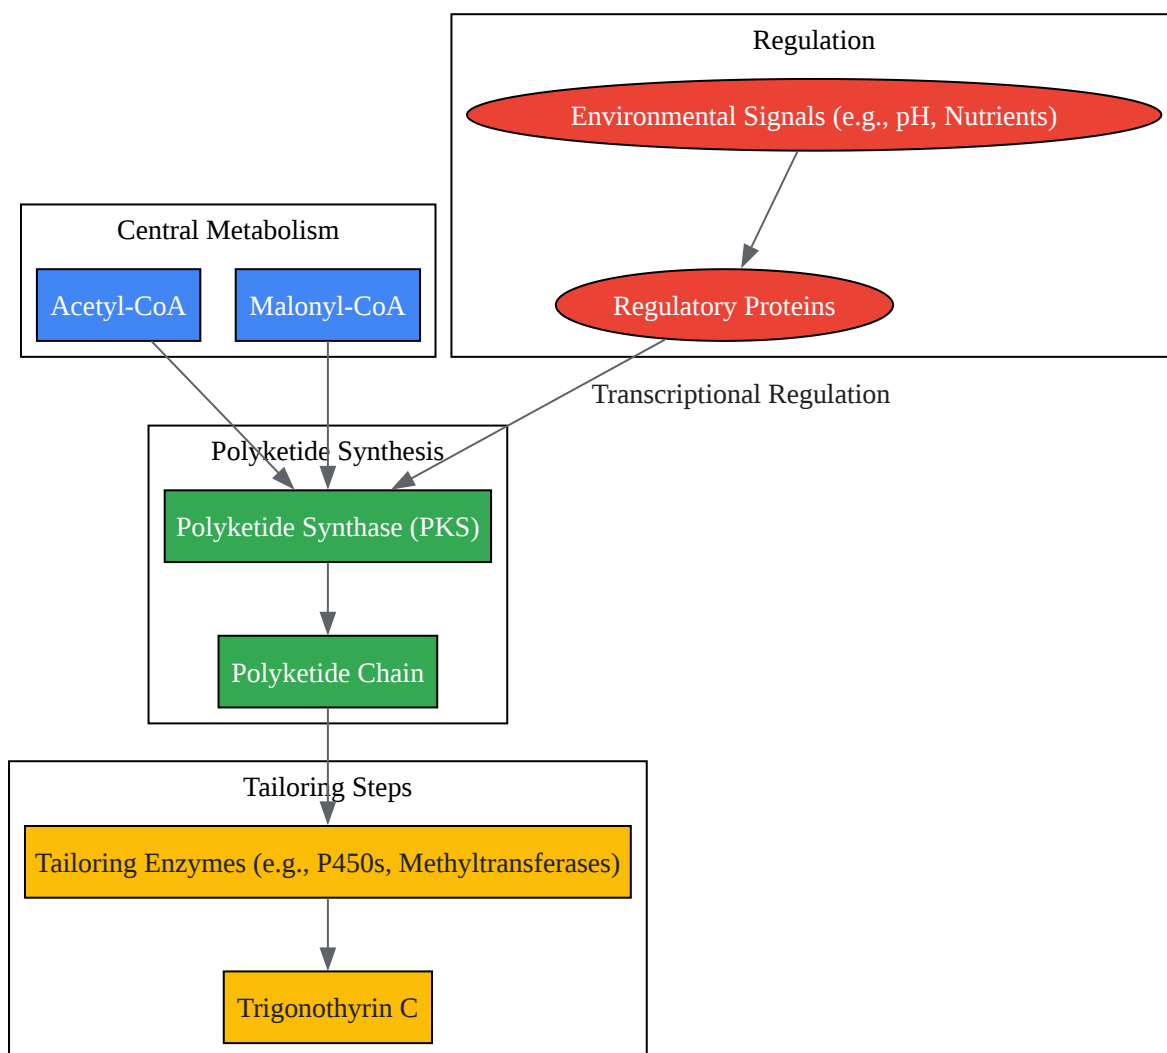 Regulation
Environmental Signals (e.g., pH, Nutrients)
Central Metabolism
Acetyl-CoA
Malonyl-CoA
Regulatory Proteins
Transcriptional Regulation
Polyketide Synthesis
Polyketide Synthase (PKS)
Polyketide Chain
Tailoring Steps
Tailoring Enzymes (e.g., P450s, Methyltransferases)
Trigonothyrin C